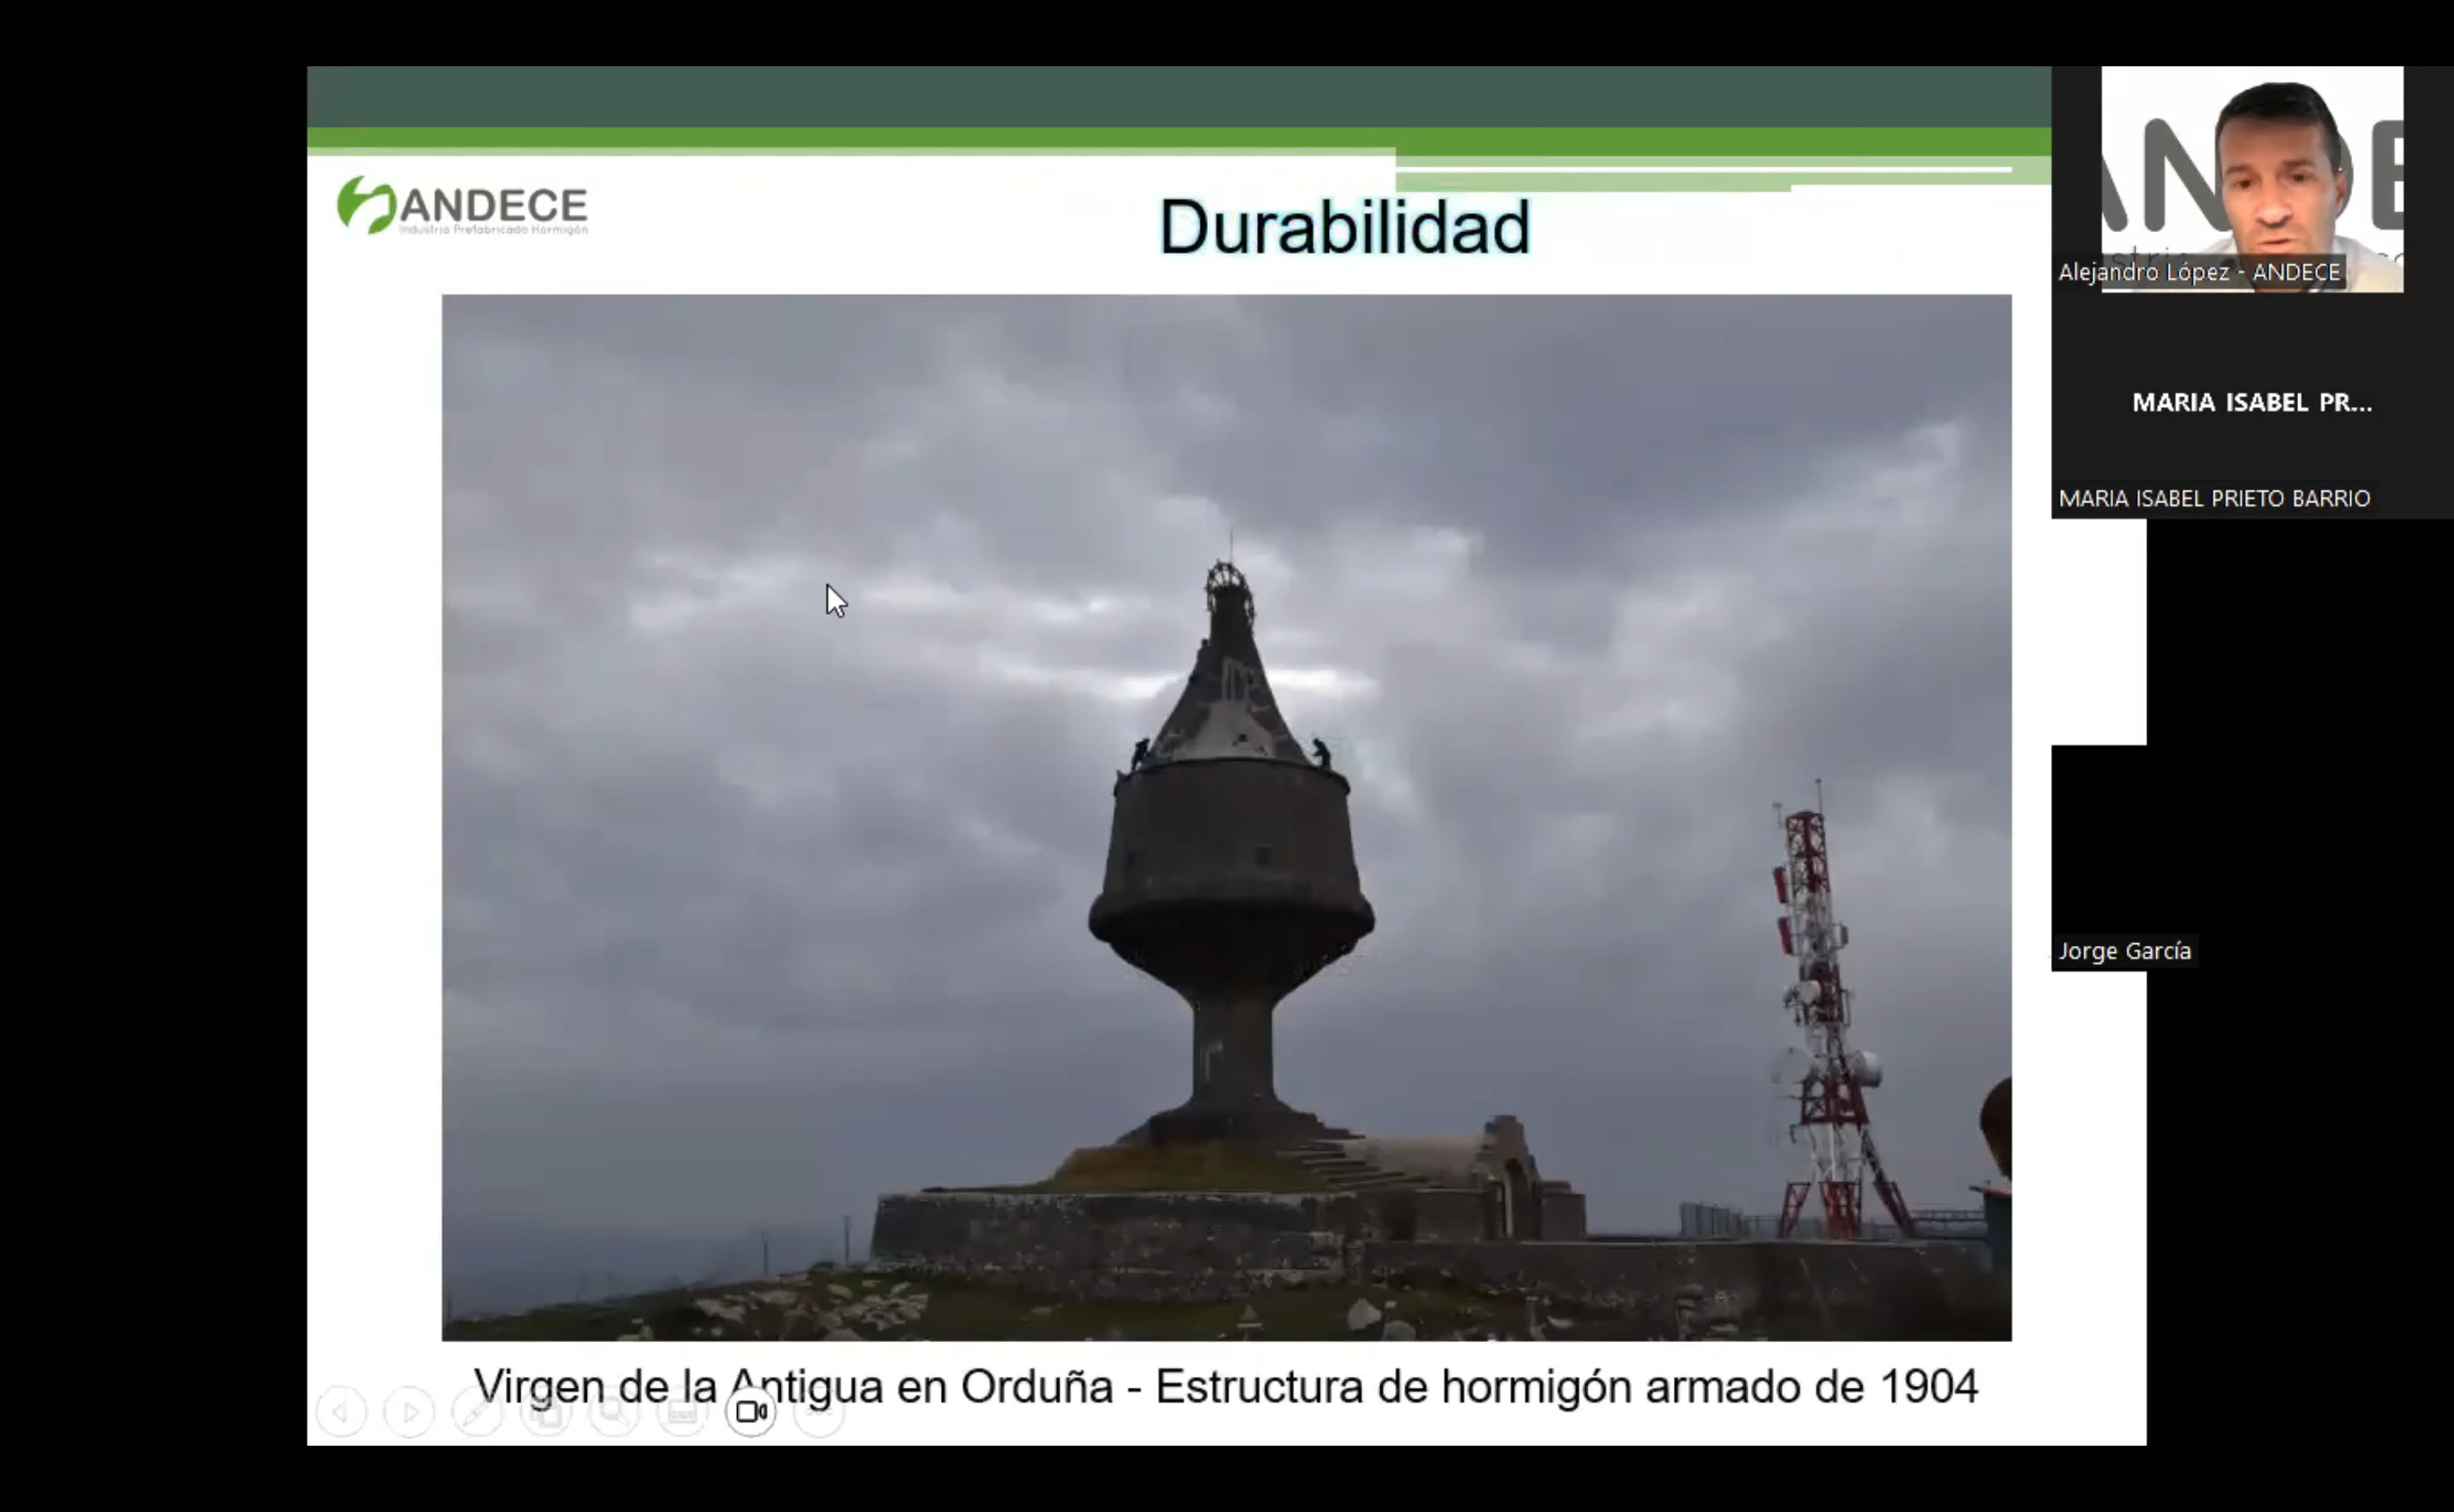 ANDECE
Industria Prefabricado Hormigón
Durabilidad
Virgen de la Antigua en Orduña - Estructura de hormigón armado de 1904
Alejandro López - ANDECE
MARIA ISABEL PR...
MARIA ISABEL PRIETO BARRIO
Jorge García